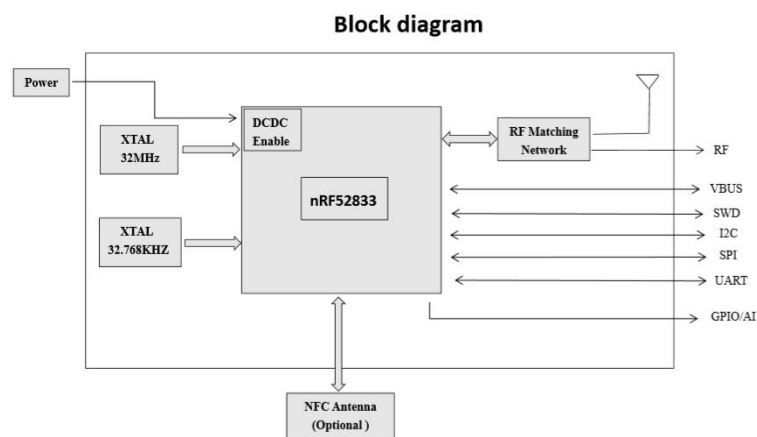 Block diagram
Power
DCDC
Enable
XTAL
32MHz
RF Matching
Network
RF
nRF52833
VBUS
SWD
I2C
SPI
UART
XTAL
32.768KHZ
GPIO/AI
NFC Antenna
(Optional )